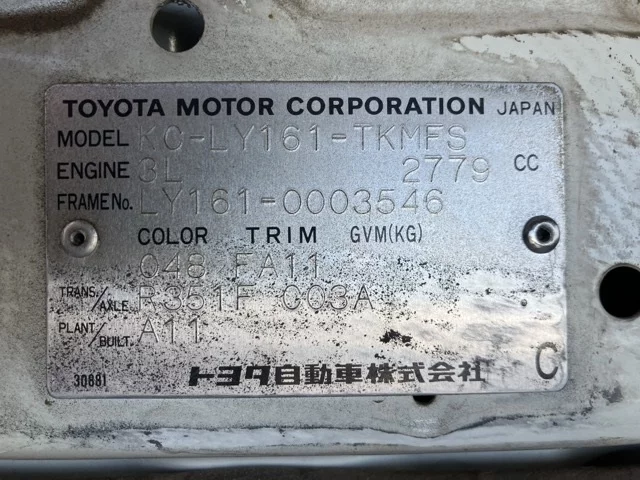 TOYOTA MOTOR CORPORATION JAPAN
MODEL KC-LY161-TKMFS
ENGINE 3L 2779 CC
FRAME No. LY161-0003546
COLOR TRIM GVM(KG)
048 FA11
TRANS./AXLE R351F G03A
PLANT/BUILT. A11
30881 トヨタ自動車株式会社 C